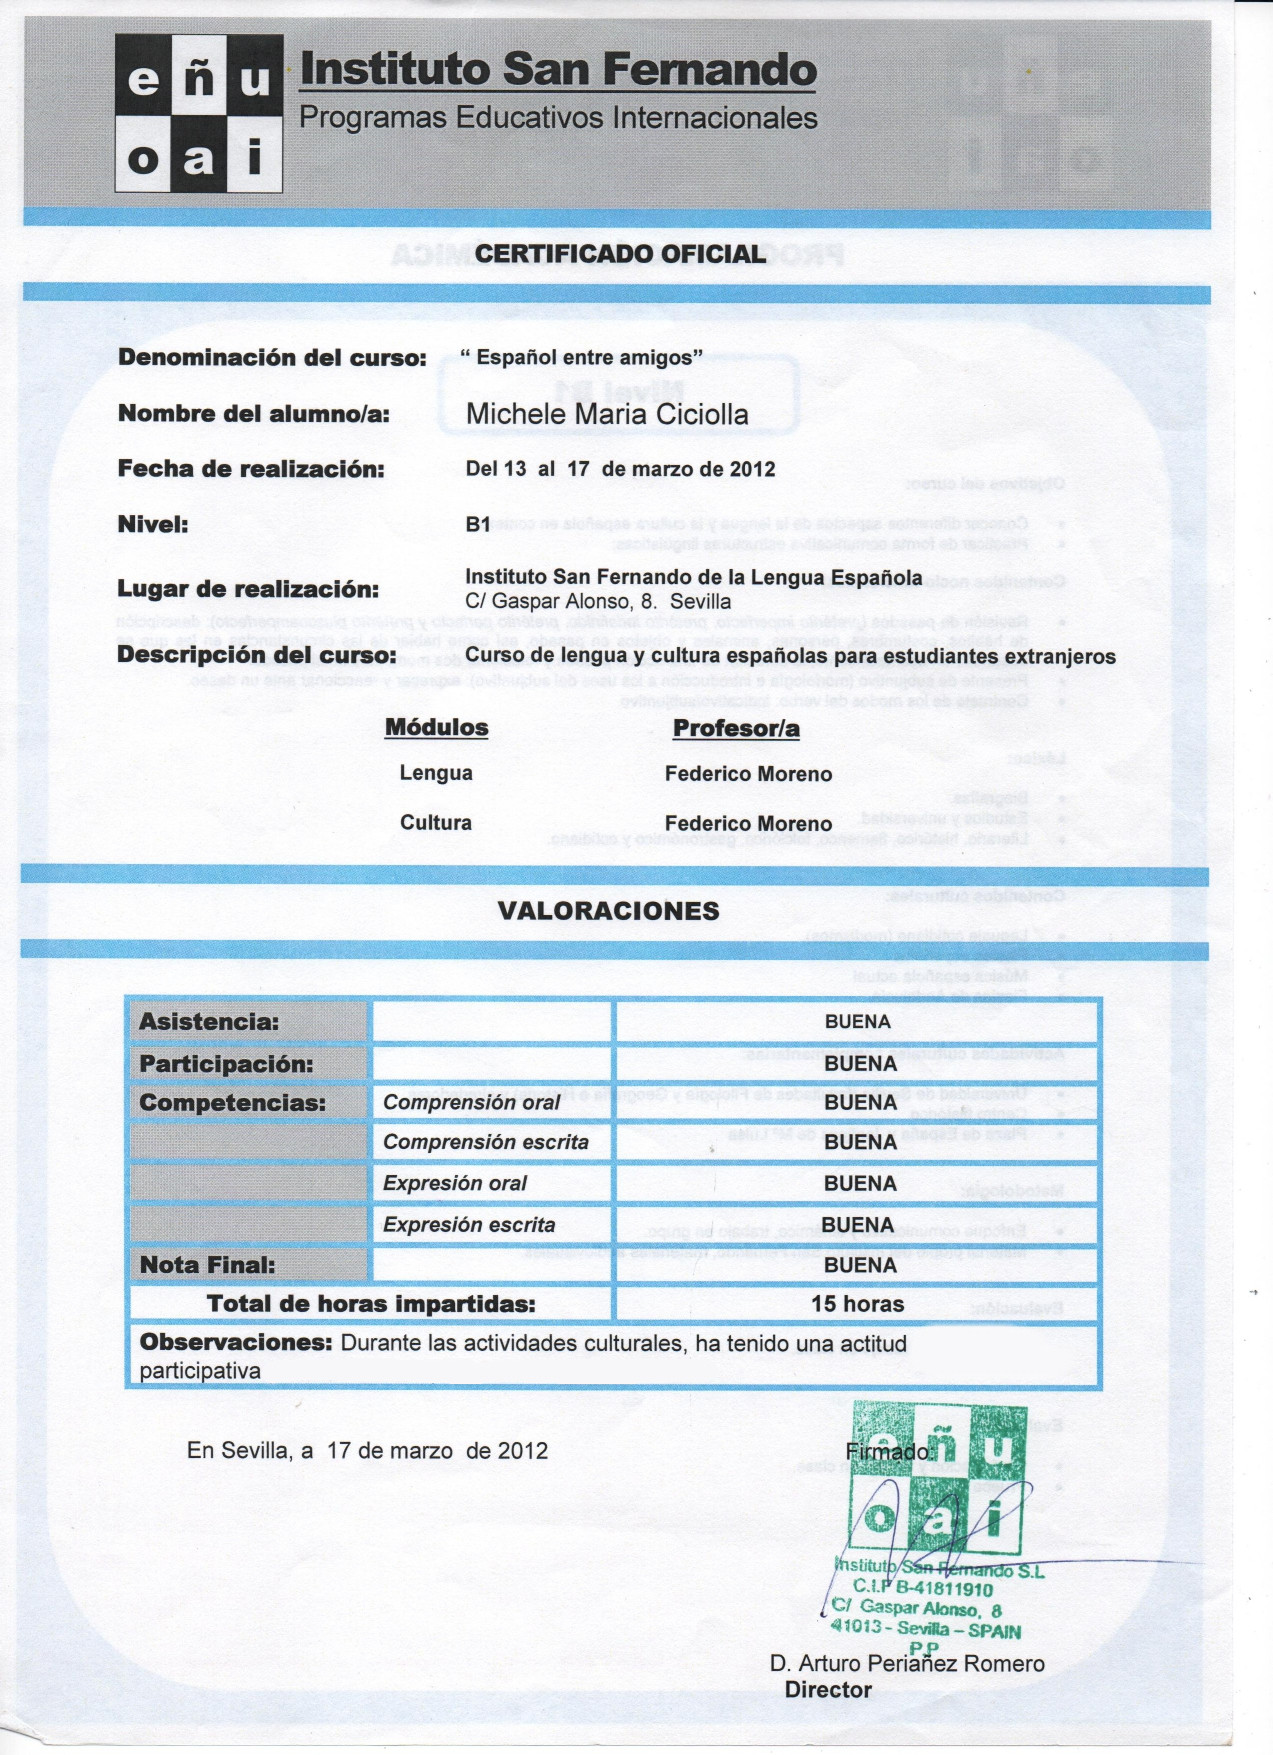 eñu
oai
Instituto San Fernando
Programas Educativos Internacionales
CERTIFICADO OFICIAL
Denominación del curso: “ Español entre amigos”
Nombre del alumno/a: Michele Maria Ciciolla
Fecha de realización: Del 13 al 17 de marzo de 2012
Nivel: B1
Lugar de realización: Instituto San Fernando de la Lengua Española
C/ Gaspar Alonso, 8. Sevilla
Descripción del curso: Curso de lengua y cultura españolas para estudiantes extranjeros
Módulos Profesor/a
Lengua Federico Moreno
Cultura Federico Moreno
VALORACIONES
Asistencia: BUENA
Participación: BUENA
Competencias: Comprensión oral BUENA
Comprensión escrita BUENA
Expresión oral BUENA
Expresión escrita BUENA
Nota Final: BUENA
Total de horas impartidas: 15 horas
Observaciones: Durante las actividades culturales, ha tenido una actitud
participativa
En Sevilla, a 17 de marzo de 2012 Firmado:
eñu
oai
Instituto San Fernando S.L
C.I.F B-41811910
C/ Gaspar Alonso, 8
41013 - Sevilla – SPAIN
P.P
D. Arturo Periañez Romero
Director